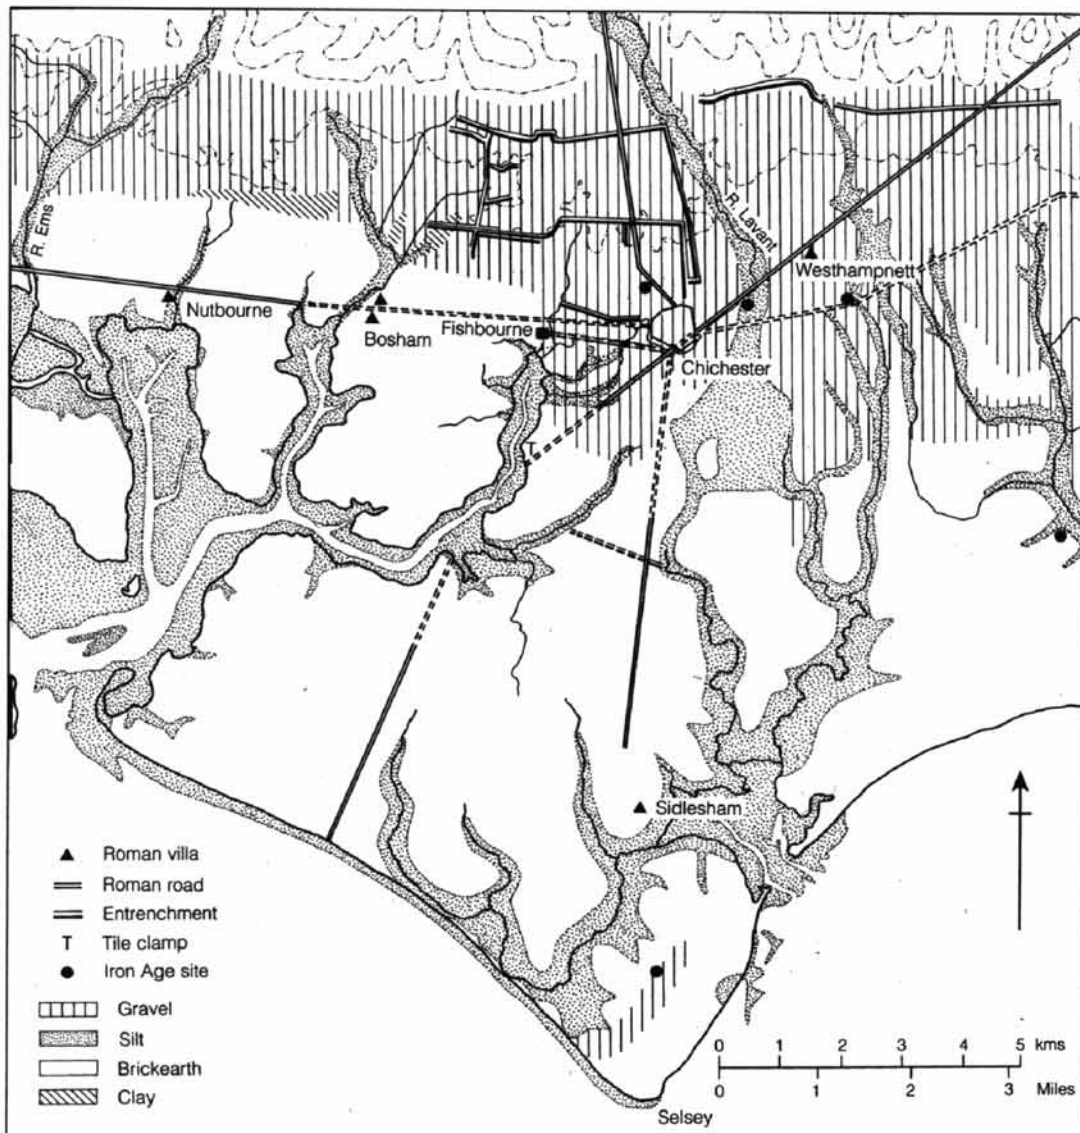 R. Ems
R. Lavant
Westhampnett
Nutbourne
Fishbourne
Bosham
Chichester
T
Sidlesham
Roman villa
Roman road
Entrenchment
T Tile clamp
Iron Age site
Gravel
Silt
Brickearth
Clay
0 1 2 3 4 5 kms
0 1 2 3 Miles
Selsey